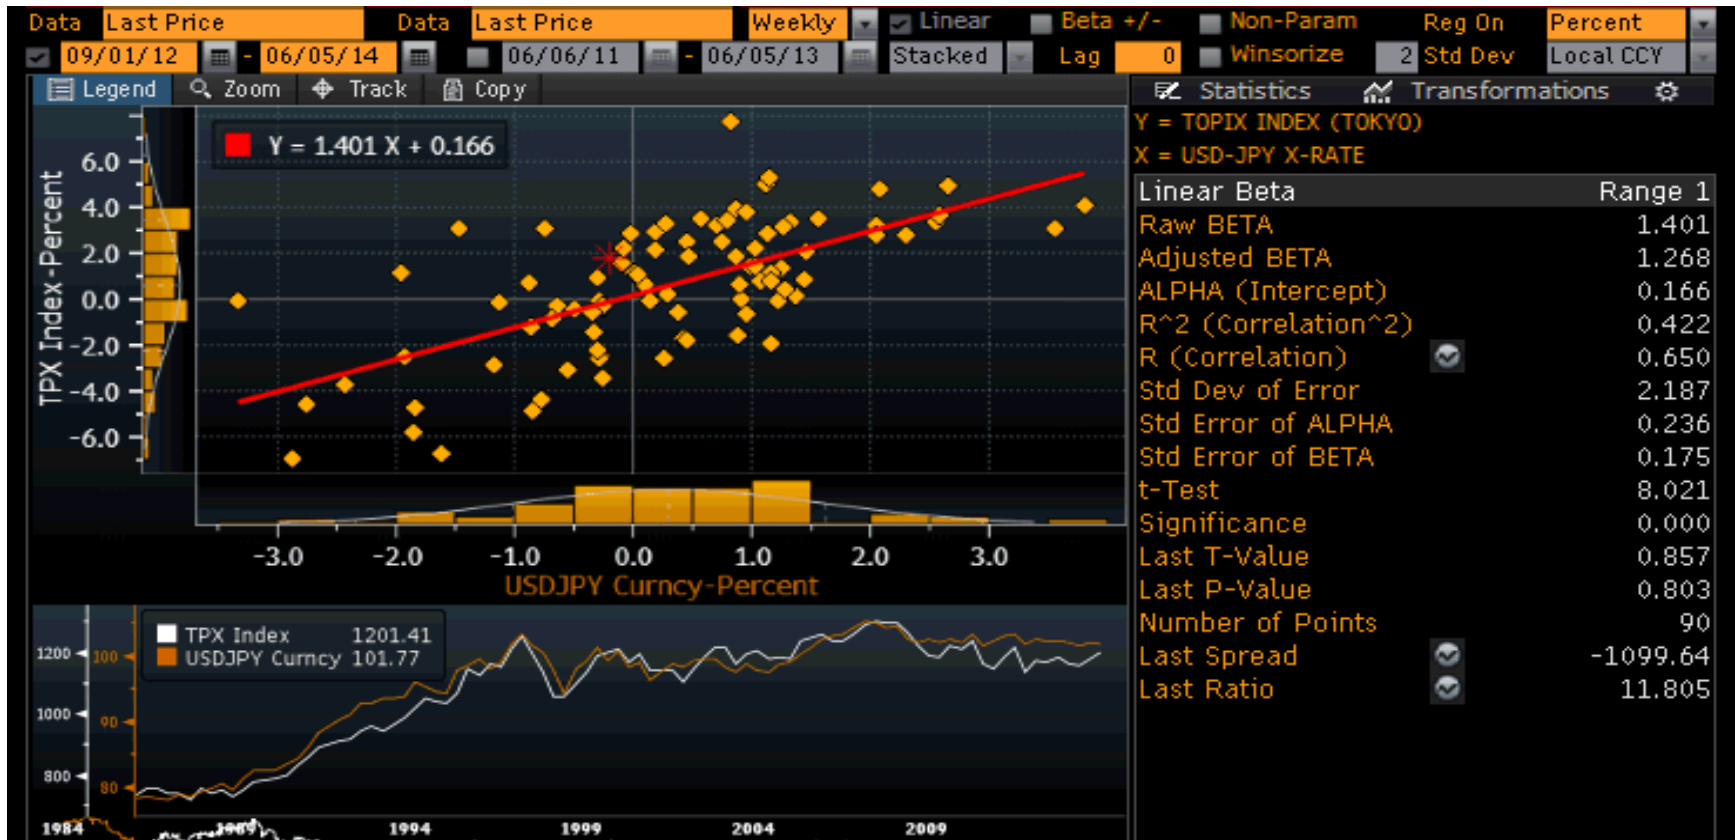 Data Last Price Data Last Price Weekly Linear Beta +/- Non-Param Reg On Percent
09/01/12 - 06/05/14 06/06/11 - 06/05/13 Stacked Lag 0 Winsorize 2 Std Dev Local CCY
Legend Zoom Track Copy
Statistics Transformations
Y = TOPIX INDEX (TOKYO)
X = USD-JPY X-RATE
Y = 1.401 X + 0.166
TPX Index-Percent
6.0
4.0
2.0
0.0
-2.0
-4.0
-6.0
-3.0 -2.0 -1.0 0.0 1.0 2.0 3.0
USDJPY Curncy-Percent
Linear Beta Range 1
Raw BETA 1.401
Adjusted BETA 1.268
ALPHA (Intercept) 0.166
R^2 (Correlation^2) 0.422
R (Correlation) 0.650
Std Dev of Error 2.187
Std Error of ALPHA 0.236
Std Error of BETA 0.175
t-Test 8.021
Significance 0.000
Last T-Value 0.857
Last P-Value 0.803
Number of Points 90
Last Spread -1099.64
Last Ratio 11.805
TPX Index 1201.41
USDJPY Curncy 101.77
1200 100
1000 90
800 80
1984 1989 1994 1999 2004 2009